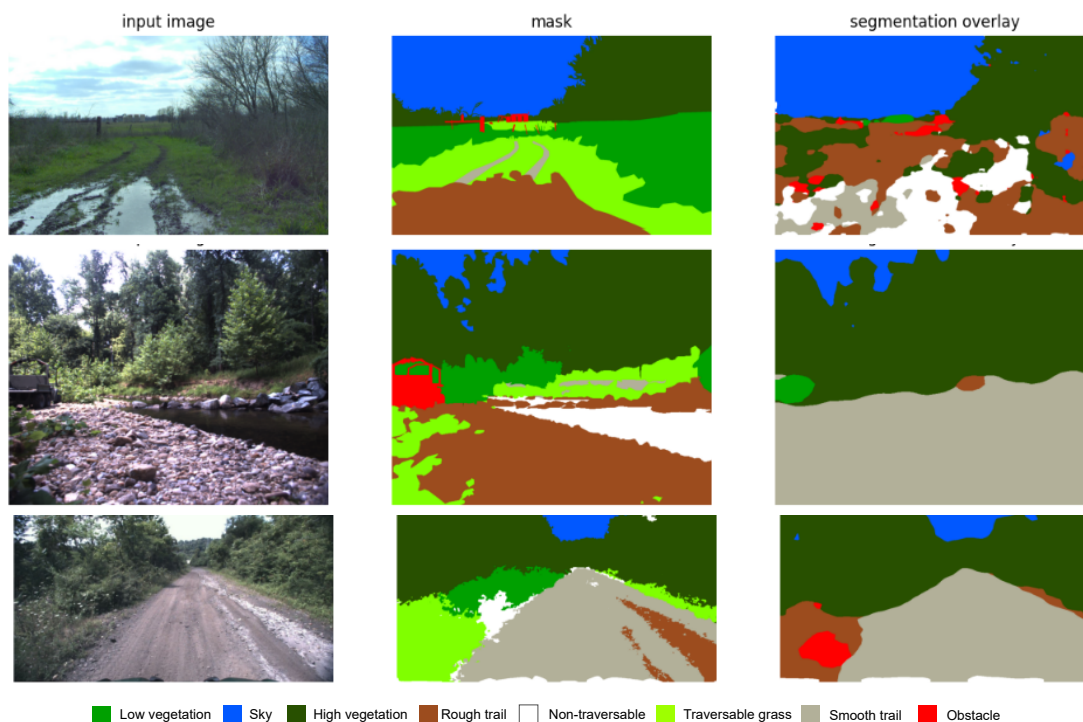 input image mask segmentation overlay
Low vegetation Sky High vegetation Rough trail Non-traversable Traversable grass Smooth trail Obstacle